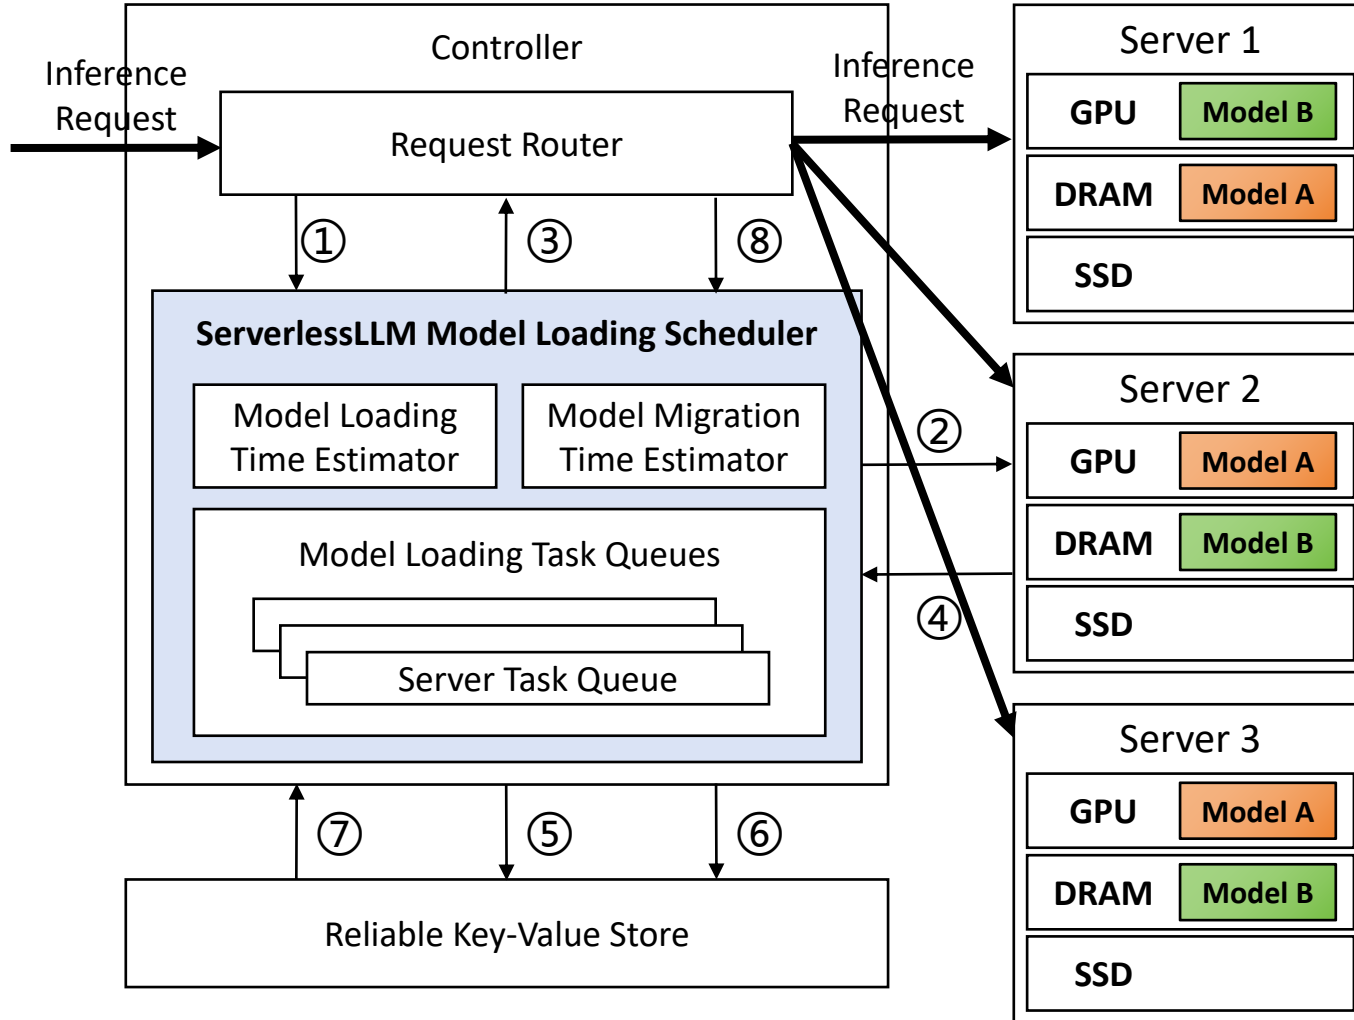 Controller
Inference
Request
Request Router
①
③
⑧
ServerlessLLM Model Loading Scheduler
Model Loading
Time Estimator
Model Migration
Time Estimator
Model Loading Task Queues
Server Task Queue
②
④
⑦
⑤
⑥
Reliable Key-Value Store
Inference
Request
Server 1
GPU
Model B
DRAM
Model A
SSD
Server 2
GPU
Model A
DRAM
Model B
SSD
Server 3
GPU
Model A
DRAM
Model B
SSD